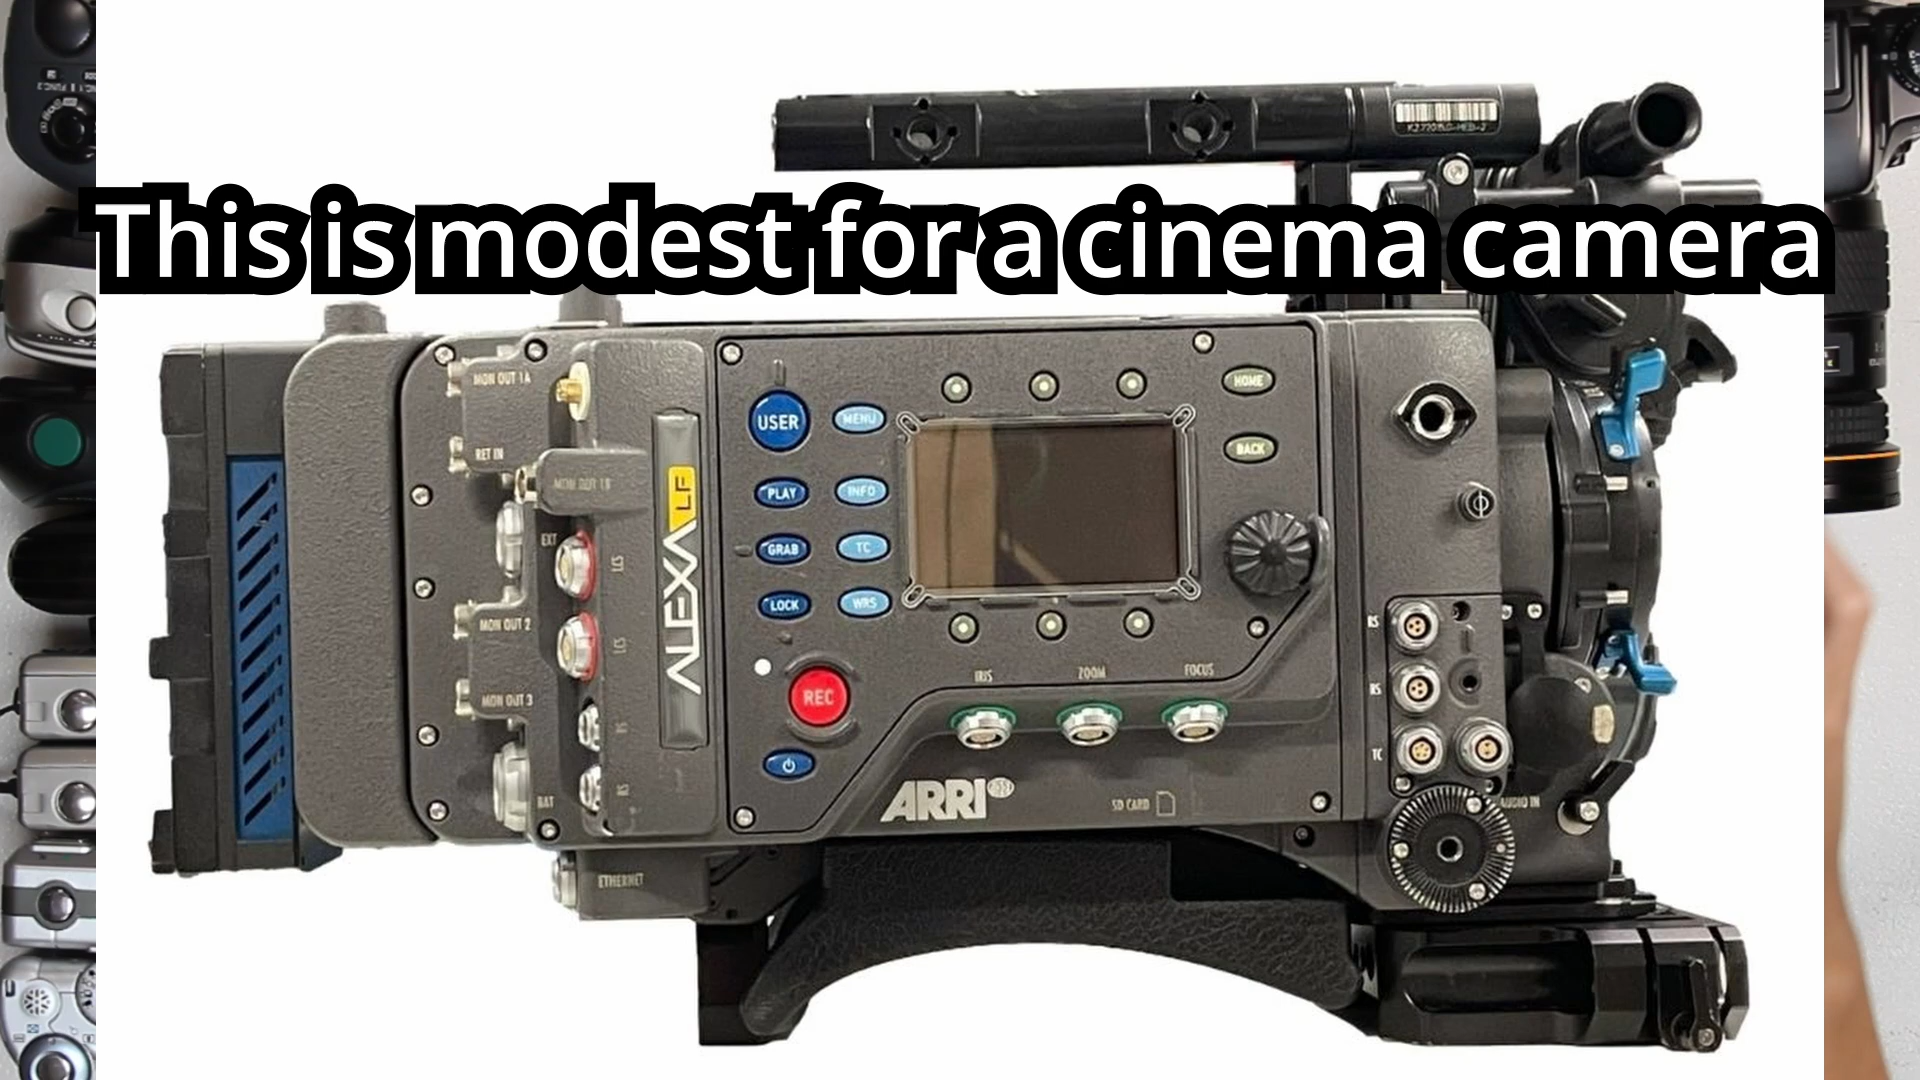 This is modest for a cinema camera
MON OUT 1A
RET IN
MON OUT 1B
EXT
MON OUT 2
MON OUT 3
BAT
ETHERNET
ALEXA LF
USER
MENU
PLAY
INFO
GRAB
TC
LOCK
WRS
REC
HOME
BACK
IRIS
ZOOM
FOCUS
ARRI
SD CARD
RS
RS
TC
AUDIO IN